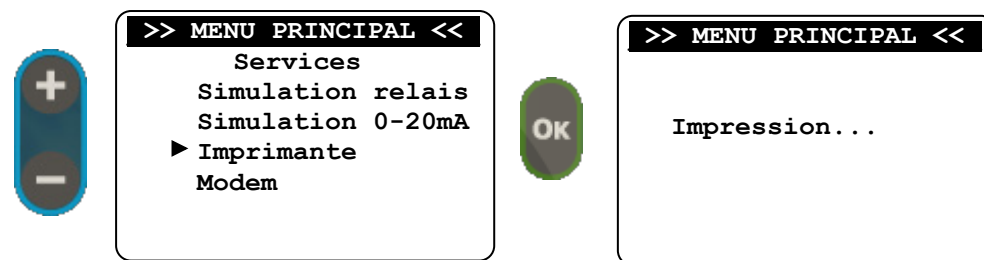 +
>> MENU PRINCIPAL <<
Services
Simulation relais
Simulation 0-20mA
► Imprimante
Modem
−
OK
>> MENU PRINCIPAL <<
Impression...